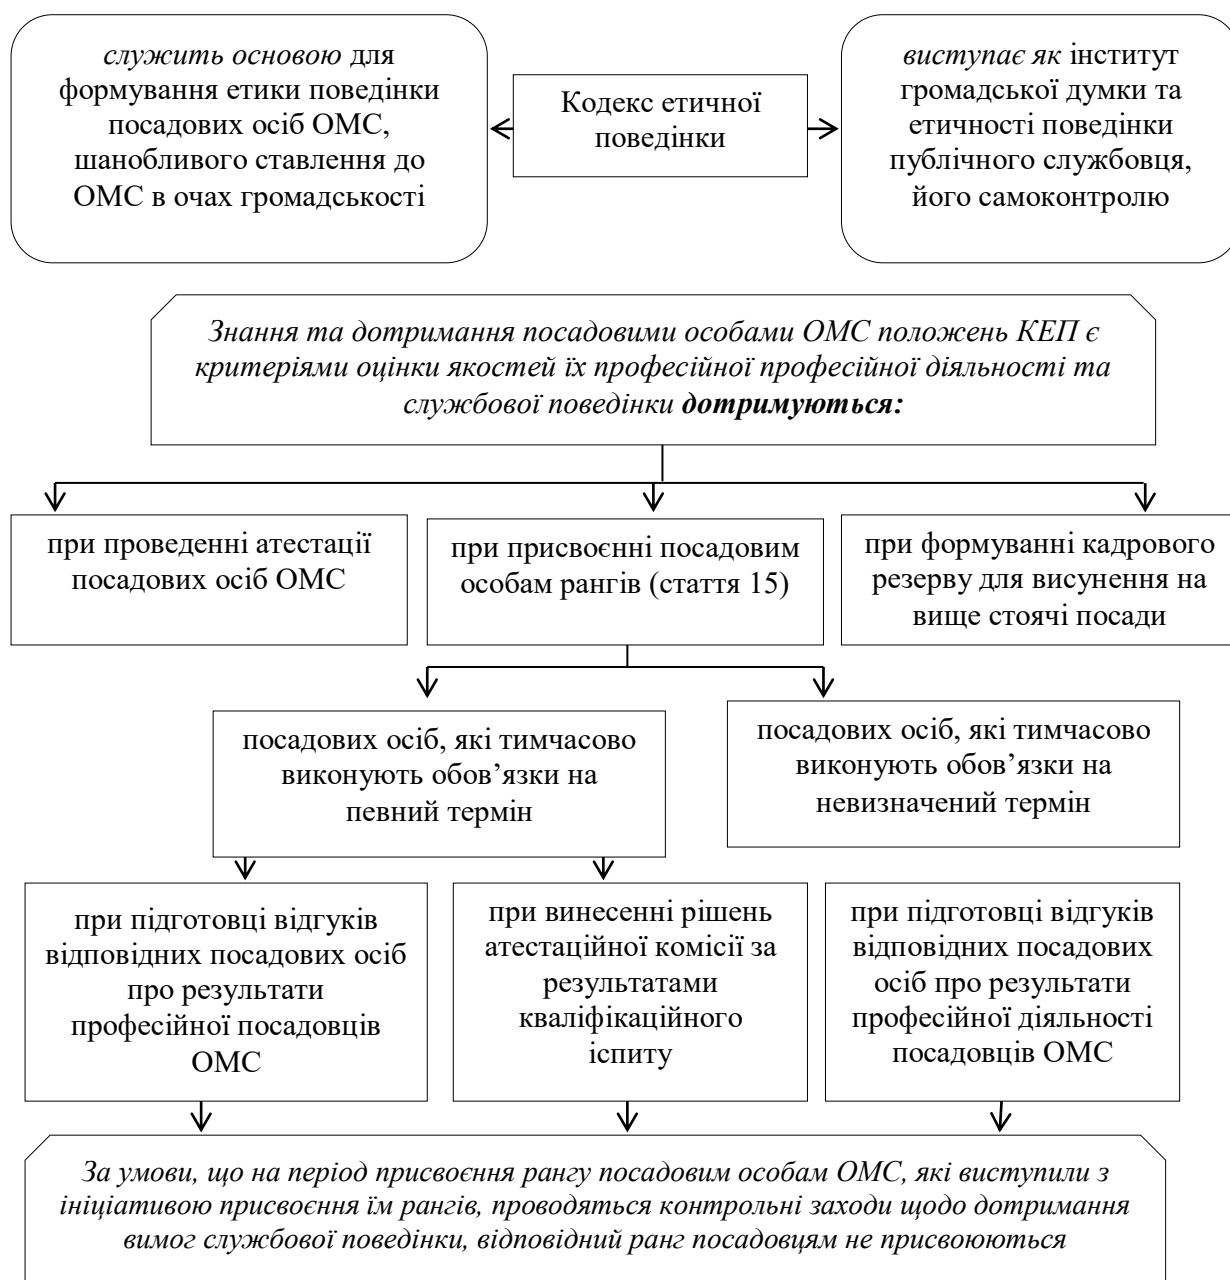 служить основою для
формування етики поведінки
посадових осіб ОМС,
шанобливого ставлення до
ОМС в очах громадськості
Кодекс етичної
поведінки
виступає як інститут
громадської думки та
етичності поведінки
публічного службовця,
його самоконтролю
Знання та дотримання посадовими особами ОМС положень КЕП є
критеріями оцінки якостей їх професійної професійної діяльності та
службової поведінки дотримуються:
при проведенні атестації
посадових осіб ОМС
при присвоєнні посадовим
особам рангів (стаття 15)
при формуванні кадрового
резерву для висунення на
вище стоячі посади
посадових осіб, які тимчасово
виконують обов’язки на
певний термін
посадових осіб, які тимчасово
виконують обов’язки на
невизначений термін
при підготовці відгуків
відповідних посадових осіб
про результати
професійної посадовців
ОМС
при винесенні рішень
атестаційної комісії за
результатами
кваліфікаційного
іспиту
при підготовці відгуків
відповідних посадових
осіб про результати
професійної діяльності
посадовців ОМС
За умови, що на період присвоєння рангу посадовим особам ОМС, які виступили з
ініціативою присвоєння їм рангів, проводяться контрольні заходи щодо дотримання
вимог службової поведінки, відповідний ранг посадовцям не присвоюються